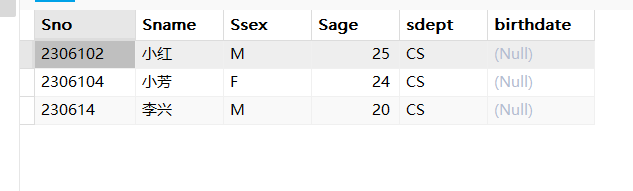 Sno Sname Ssex Sage sdept birthdate
2306102 小红 M 25 CS (Null)
2306104 小芳 F 24 CS (Null)
230614 李兴 M 20 CS (Null)